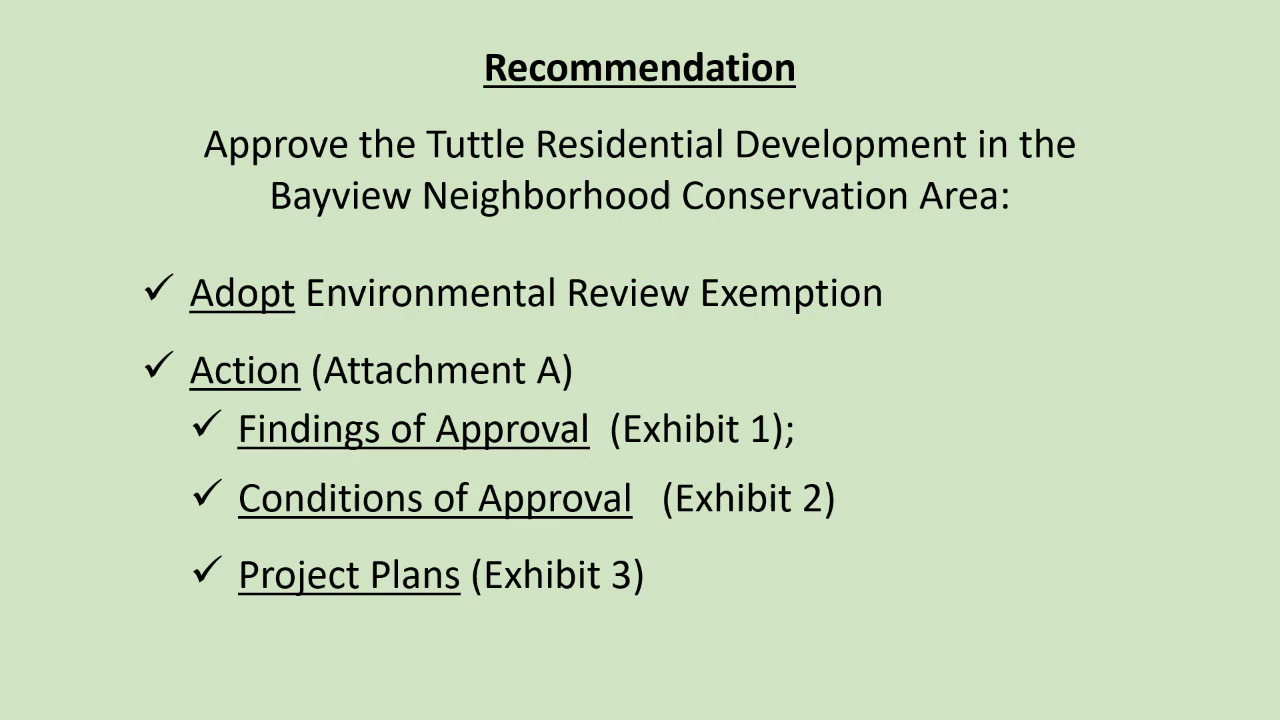 Recommendation
Approve the Tuttle Residential Development in the
Bayview Neighborhood Conservation Area:
✓ Adopt Environmental Review Exemption
✓ Action (Attachment A)
✓ Findings of Approval (Exhibit 1);
✓ Conditions of Approval (Exhibit 2)
✓ Project Plans (Exhibit 3)